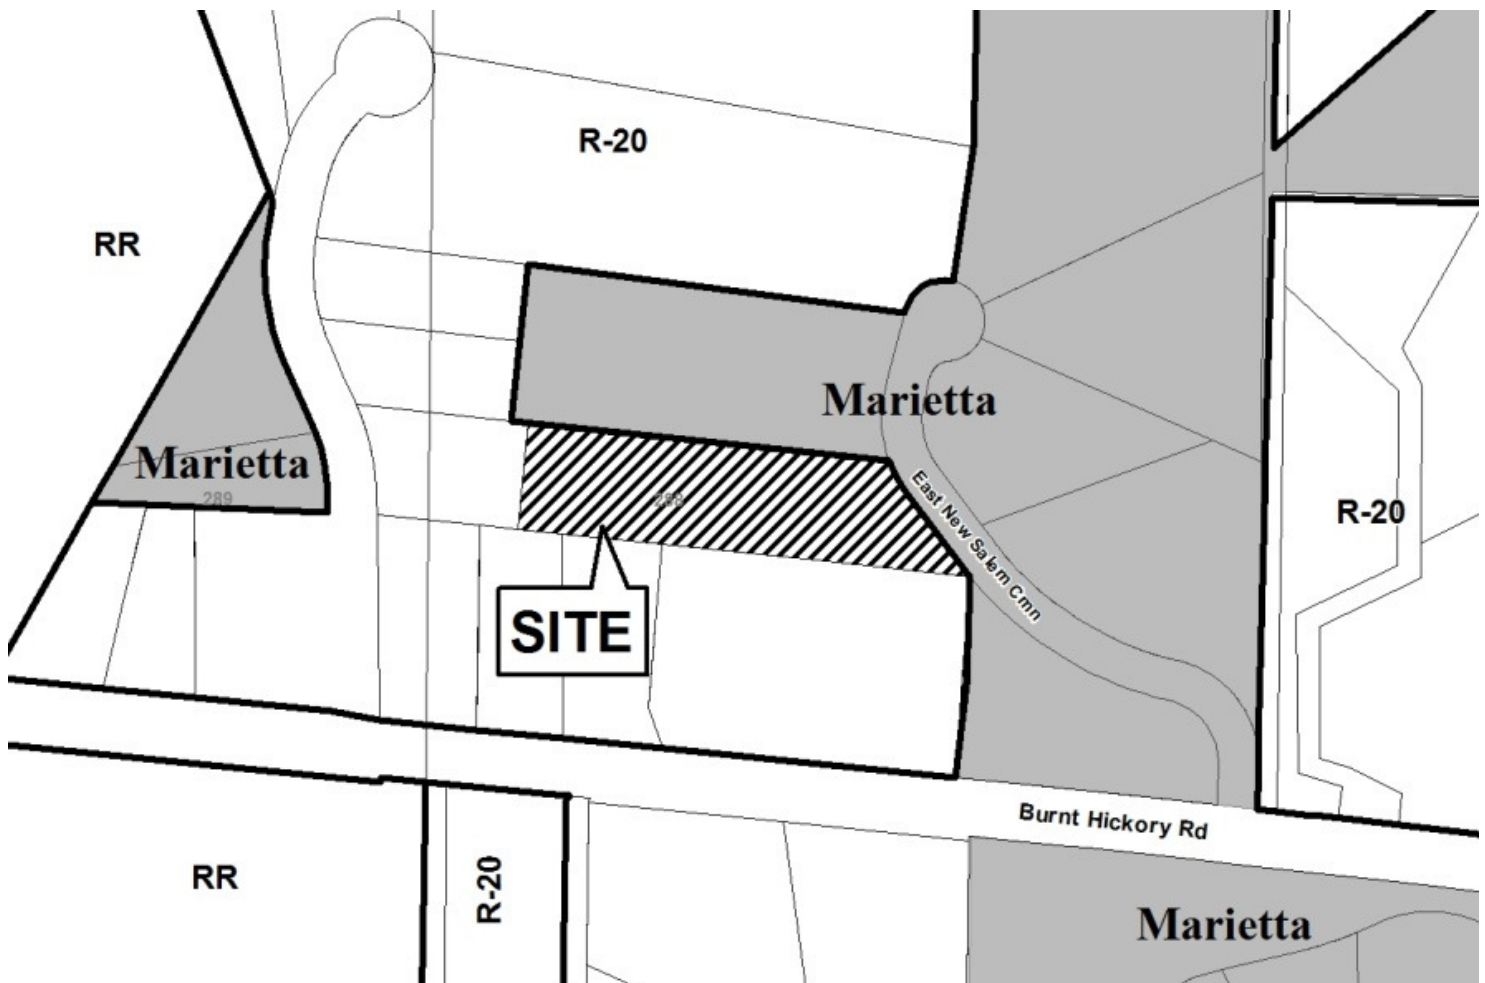 R-20
RR
Marietta
Marietta
289
288
East New Salem Cmn
R-20
SITE
Burnt Hickory Rd
RR
R-20
Marietta